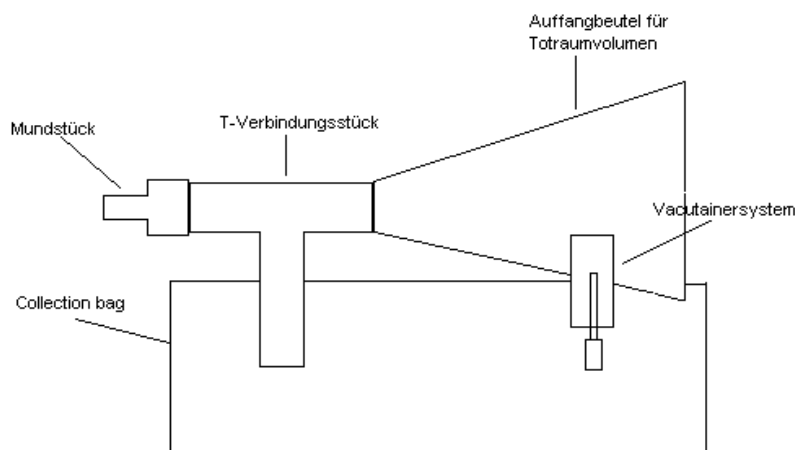 Auffangbeutel für
Totraumvolumen
T-Verbindungsstück
Mundstück
Vacutainersystem
Collection bag